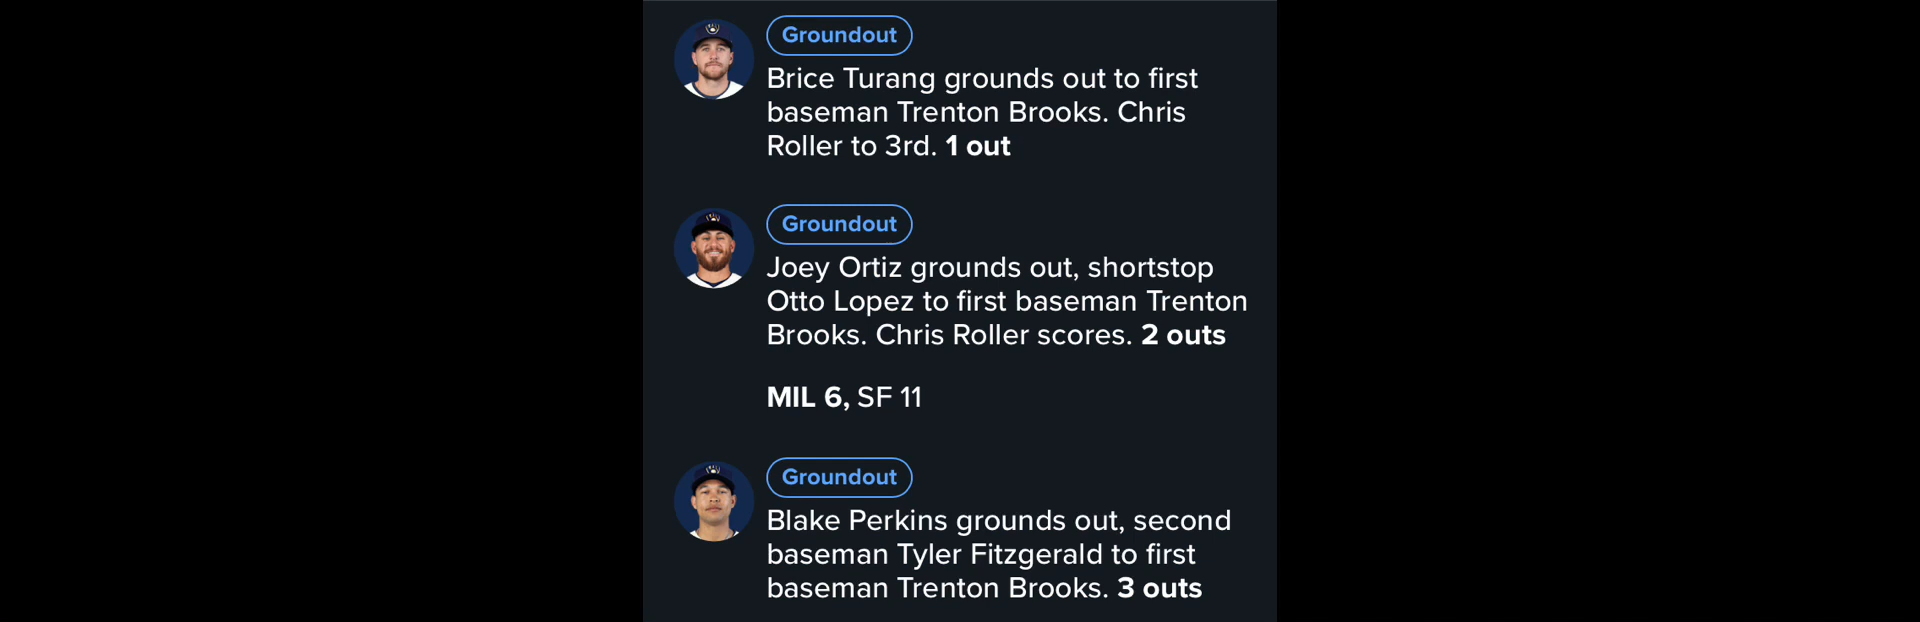 Groundout
Brice Turang grounds out to first
baseman Trenton Brooks. Chris
Roller to 3rd. 1 out
Groundout
Joey Ortiz grounds out, shortstop
Otto Lopez to first baseman Trenton
Brooks. Chris Roller scores. 2 outs
MIL 6, SF 11
Groundout
Blake Perkins grounds out, second
baseman Tyler Fitzgerald to first
baseman Trenton Brooks. 3 outs